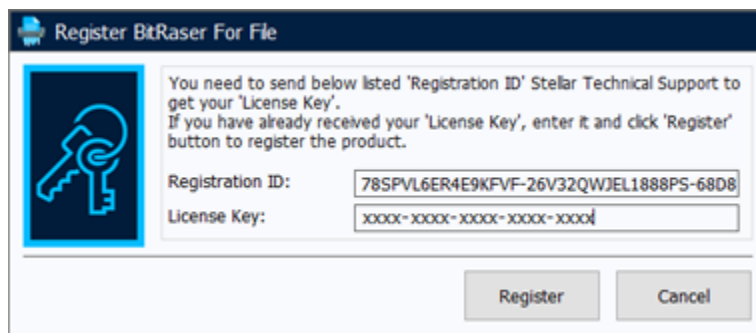 Register BitRaser For File
You need to send below listed 'Registration ID' Stellar Technical Support to
get your 'License Key'.
If you have already received your 'License Key', enter it and click 'Register'
button to register the product.
Registration ID: 78SPVL6ER4E9KFVF-26V32QWJEL1888PS-68D8
License Key: xxxx-xxxx-xxxx-xxxx-xxxx
Register Cancel